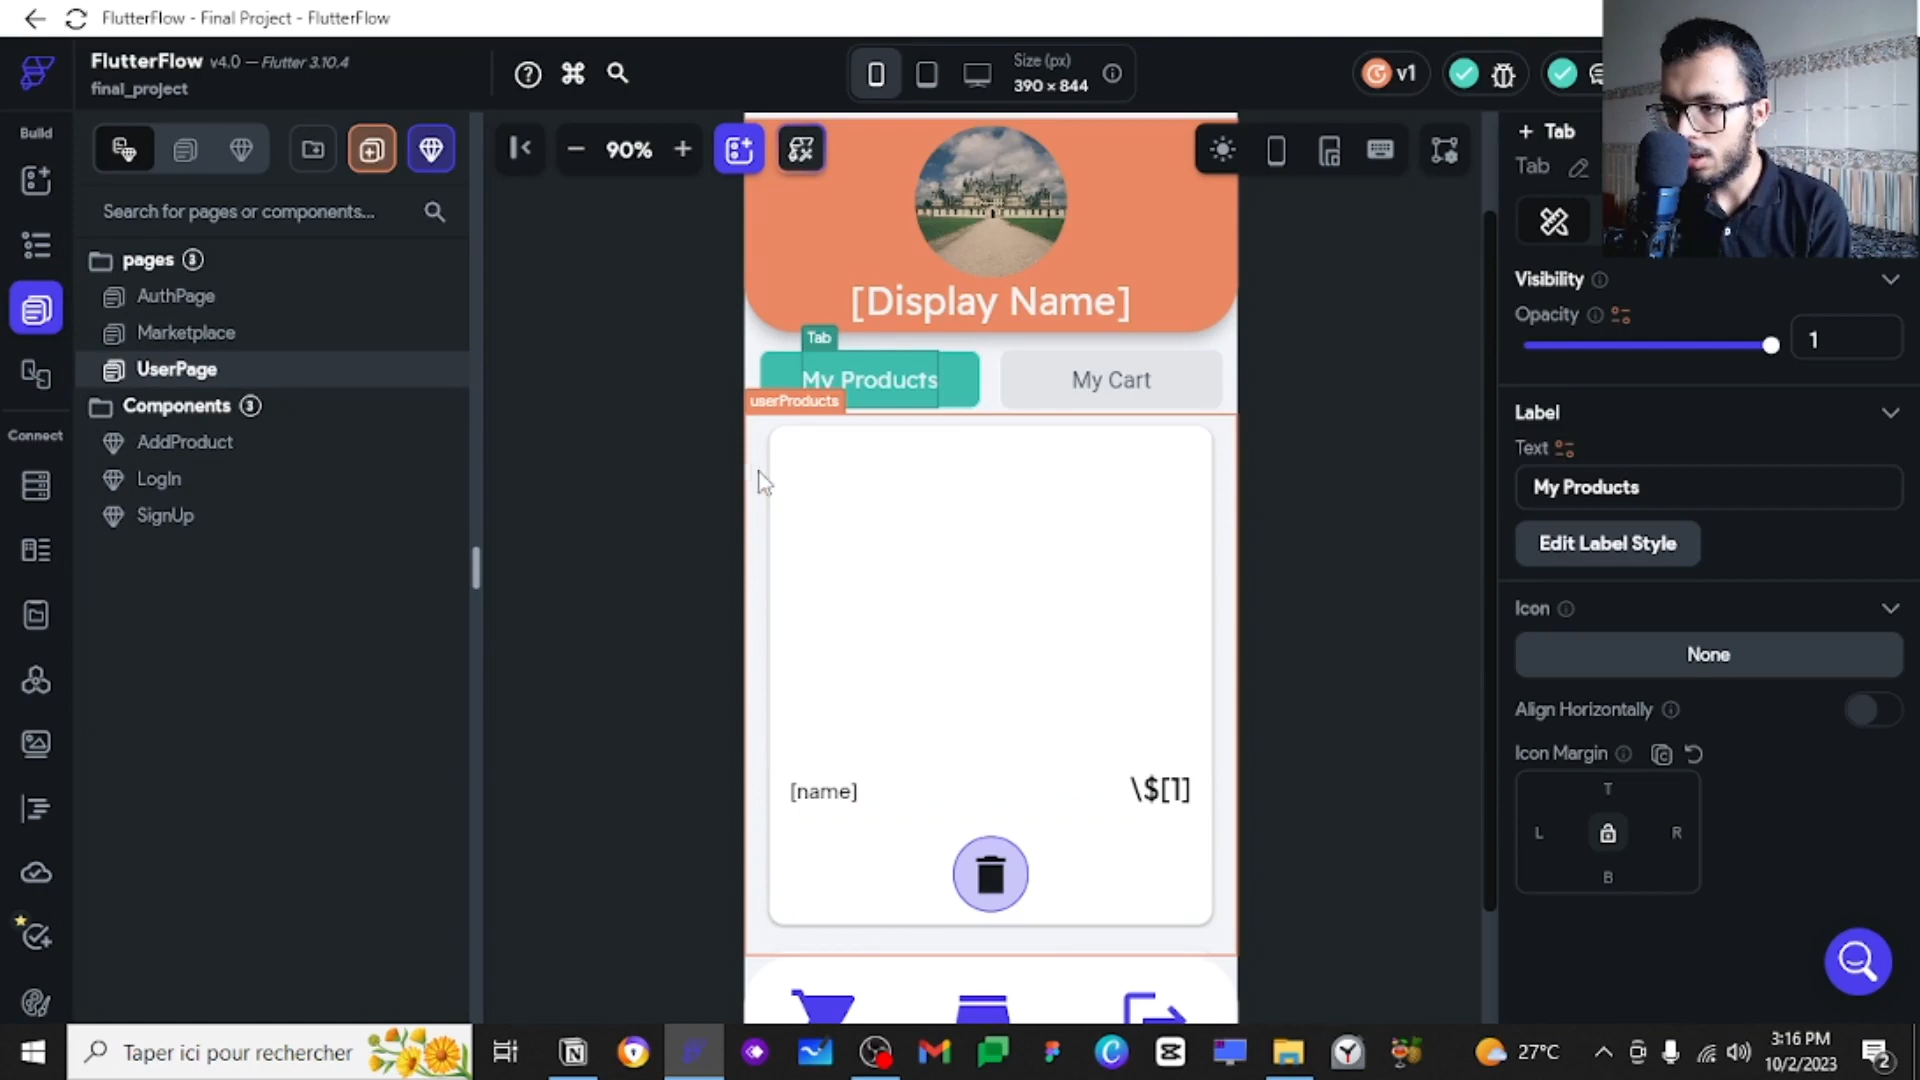 FlutterFlow - Final Project - FlutterFlow
FlutterFlow v4.0 – Flutter 3.10.4
final_project
Size (px)
390 × 844
v1
Build
90%
+ Tab
Tab
Search for pages or components...
pages 3
AuthPage
Marketplace
UserPage
Components 3
AddProduct
LogIn
SignUp
Connect
[Display Name]
Tab
My Products
My Cart
userProducts
[name]
\$[1]
Visibility
Opacity
1
Label
Text
My Products
Edit Label Style
Icon
None
Align Horizontally
Icon Margin
T
L
R
B
Taper ici pour rechercher
27°C
3:16 PM
10/2/2023
2